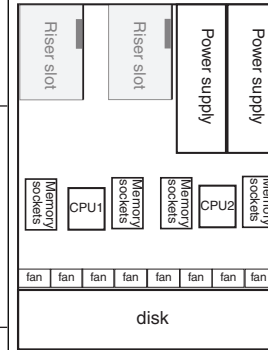 Riser slot
Riser slot
Power supply
Power supply
Memory
sockets
CPU1
Memory
sockets
Memory
sockets
CPU2
Memory
sockets
fan fan fan fan fan fan fan fan
disk